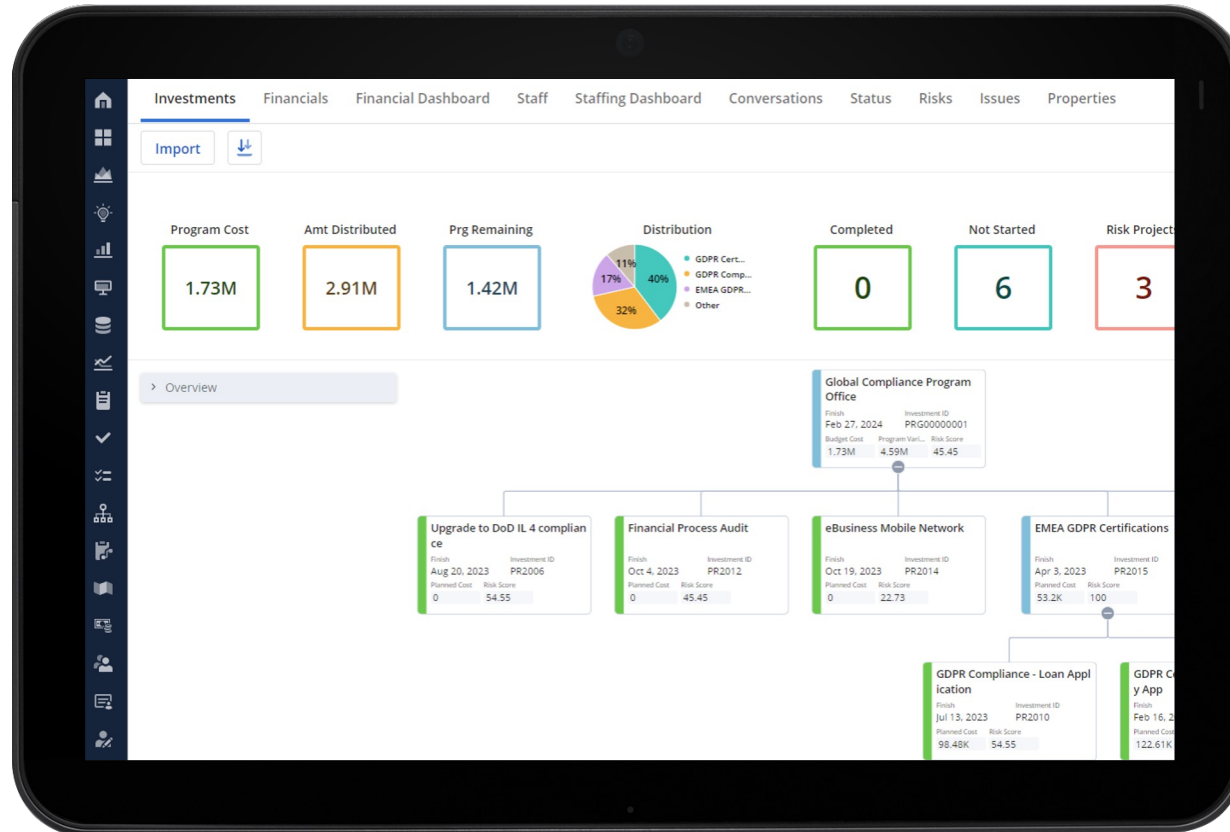 Investments Financials Financial Dashboard Staff Staffing Dashboard Conversations Status Risks Issues Properties
Import
Program Cost
1.73M
Amt Distributed
2.91M
Prg Remaining
1.42M
Distribution
11%
17%
40%
32%
GDPR Cert...
GDPR Comp...
EMEA GDPR...
Other
Completed
0
Not Started
6
Risk Projects
3
Overview
Global Compliance Program
Office
Finish Investment ID
Feb 27, 2024 PRG00000001
Budget Cost Program Vari... Risk Score
1.73M 4.59M 45.45
Upgrade to DoD IL 4 complian
ce
Finish Investment ID
Aug 20, 2023 PR2006
Planned Cost Risk Score
0 54.55
Financial Process Audit
Finish Investment ID
Oct 4, 2023 PR2012
Planned Cost Risk Score
0 45.45
eBusiness Mobile Network
Finish Investment ID
Oct 19, 2023 PR2014
Planned Cost Risk Score
0 22.73
EMEA GDPR Certifications
Finish Investment ID
Apr 3, 2023 PR2015
Planned Cost Risk Score
53.2K 100
GDPR Compliance - Loan Appl
ication
Finish Investment ID
Jul 13, 2023 PR2010
Planned Cost Risk Score
98.48K 54.55
GDPR C
y App
Finish
Feb 16, 2
Planned Cost
122.61K